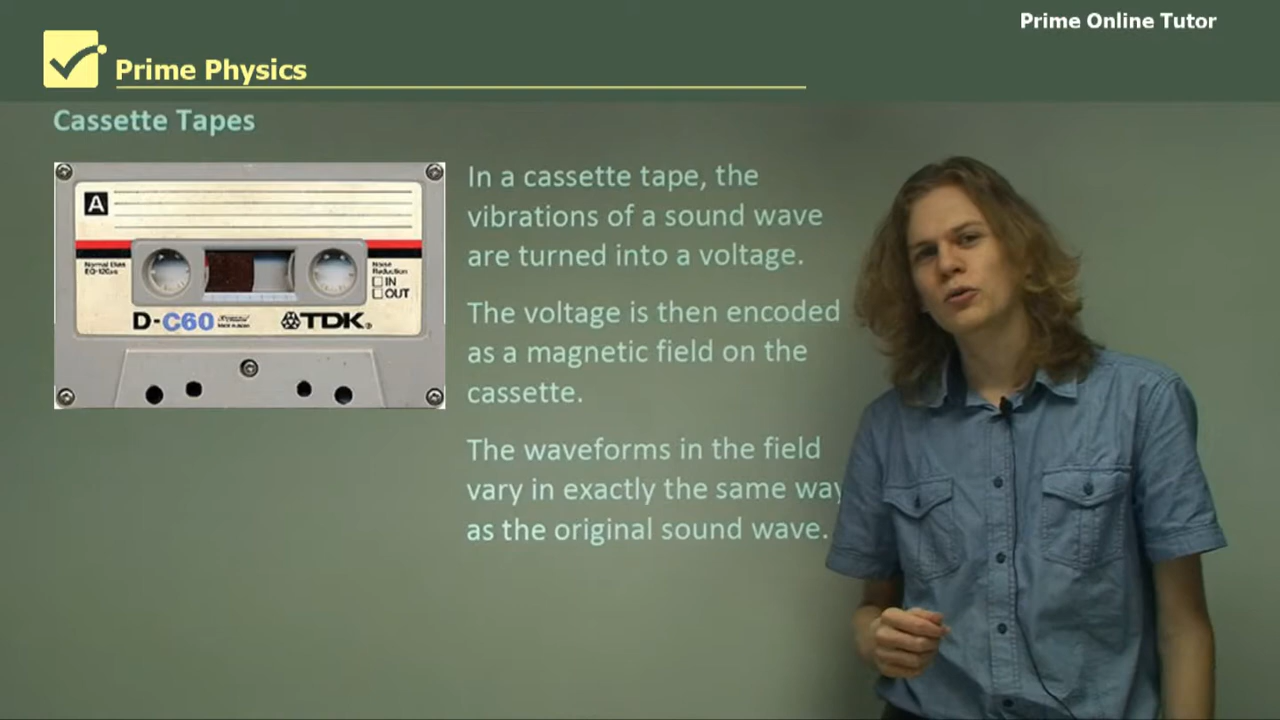 Prime Online Tutor
Prime Physics
Cassette Tapes
In a cassette tape, the
vibrations of a sound wave
are turned into a voltage.
The voltage is then encoded
as a magnetic field on the
cassette.
The waveforms in the field
vary in exactly the same way
as the original sound wave.
A
Normal Bias
EQ-120µs
Noise
Reduction
IN
OUT
D-C60
TDK